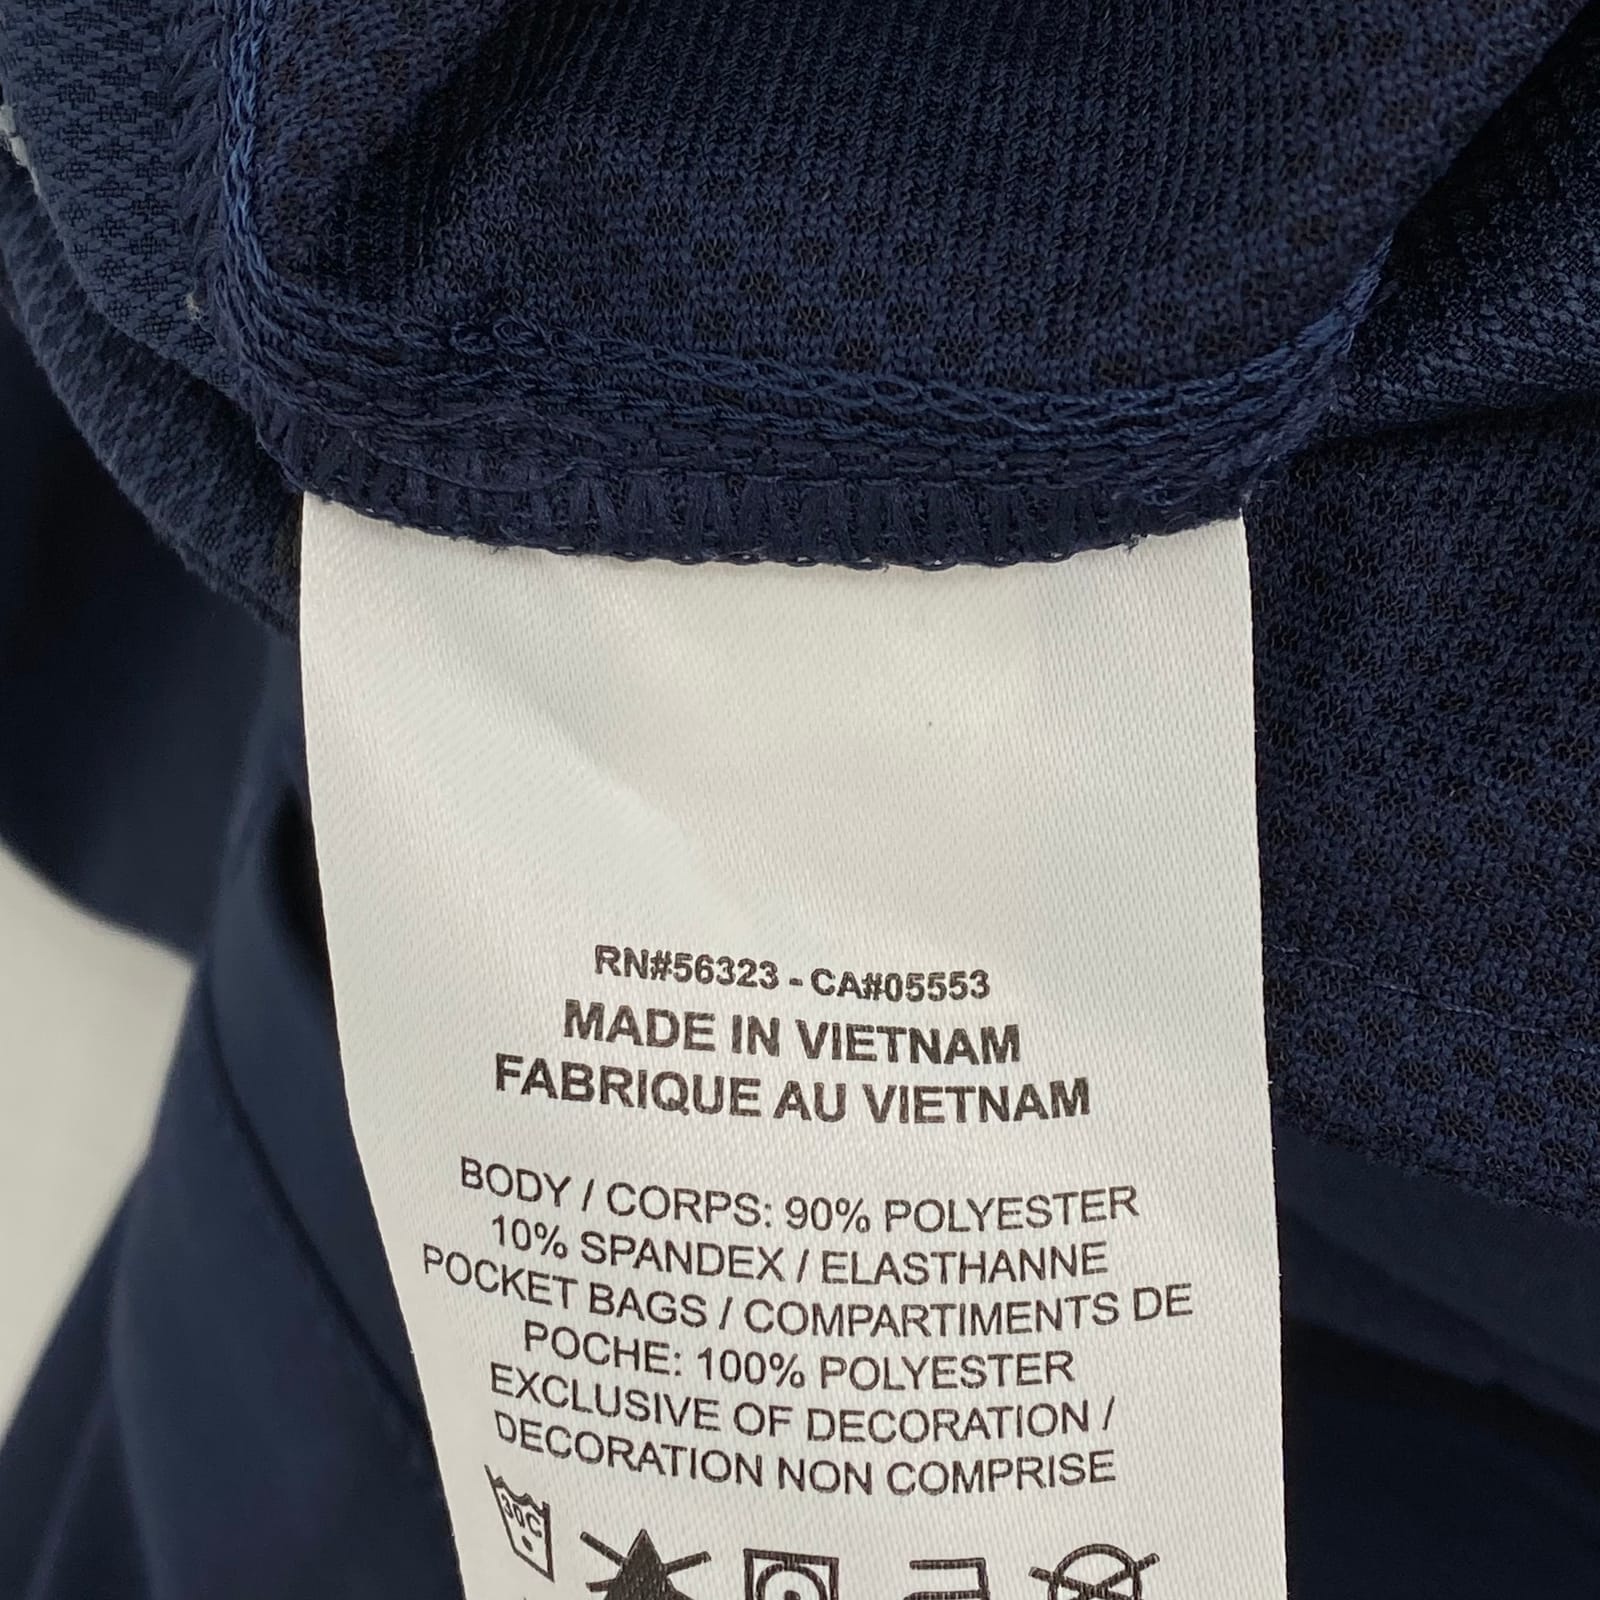 RN#56323 - CA#05553
MADE IN VIETNAM
FABRIQUE AU VIETNAM
BODY / CORPS: 90% POLYESTER
10% SPANDEX / ELASTHANNE
POCKET BAGS / COMPARTIMENTS DE
POCHE: 100% POLYESTER
EXCLUSIVE OF DECORATION /
DECORATION NON COMPRISE
30C